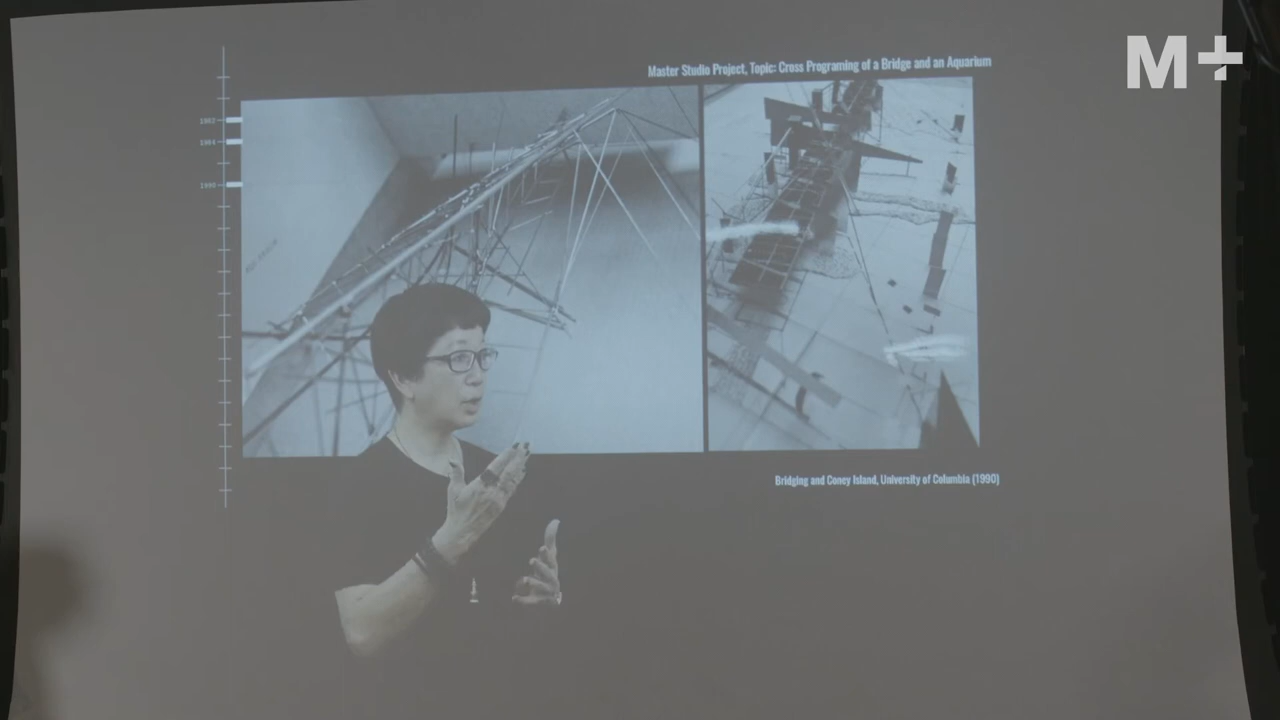 M+
Master Studio Project, Topic: Cross Programing of a Bridge and an Aquarium
1990
Bridging and Coney Island, University of Columbia (1990)